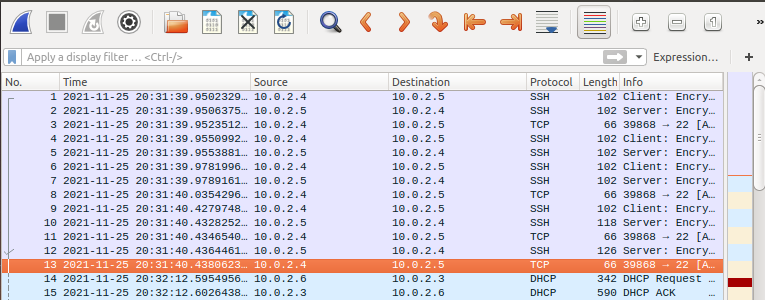 Apply a display filter … <Ctrl-/> Expression… +
No. Time Source Destination Protocol Length Info
1 2021-11-25 20:31:39.9502329… 10.0.2.4 10.0.2.5 SSH 102 Client: Encry…
2 2021-11-25 20:31:39.9506375… 10.0.2.5 10.0.2.4 SSH 102 Server: Encry…
3 2021-11-25 20:31:39.9523512… 10.0.2.4 10.0.2.5 TCP 66 39868 → 22 [A…
4 2021-11-25 20:31:39.9550992… 10.0.2.4 10.0.2.5 SSH 102 Client: Encry…
5 2021-11-25 20:31:39.9553881… 10.0.2.5 10.0.2.4 SSH 102 Server: Encry…
6 2021-11-25 20:31:39.9781996… 10.0.2.4 10.0.2.5 SSH 102 Client: Encry…
7 2021-11-25 20:31:39.9789161… 10.0.2.5 10.0.2.4 SSH 102 Server: Encry…
8 2021-11-25 20:31:40.0354296… 10.0.2.4 10.0.2.5 TCP 66 39868 → 22 [A…
9 2021-11-25 20:31:40.4279748… 10.0.2.4 10.0.2.5 SSH 102 Client: Encry…
10 2021-11-25 20:31:40.4328252… 10.0.2.5 10.0.2.4 SSH 118 Server: Encry…
11 2021-11-25 20:31:40.4346540… 10.0.2.4 10.0.2.5 TCP 66 39868 → 22 [A…
12 2021-11-25 20:31:40.4364461… 10.0.2.5 10.0.2.4 SSH 126 Server: Encry…
13 2021-11-25 20:31:40.4380623… 10.0.2.4 10.0.2.5 TCP 66 39868 → 22 [A…
14 2021-11-25 20:32:12.5954956… 10.0.2.6 10.0.2.3 DHCP 342 DHCP Request …
15 2021-11-25 20:32:12.6026438… 10.0.2.3 10.0.2.6 DHCP 590 DHCP ACK …